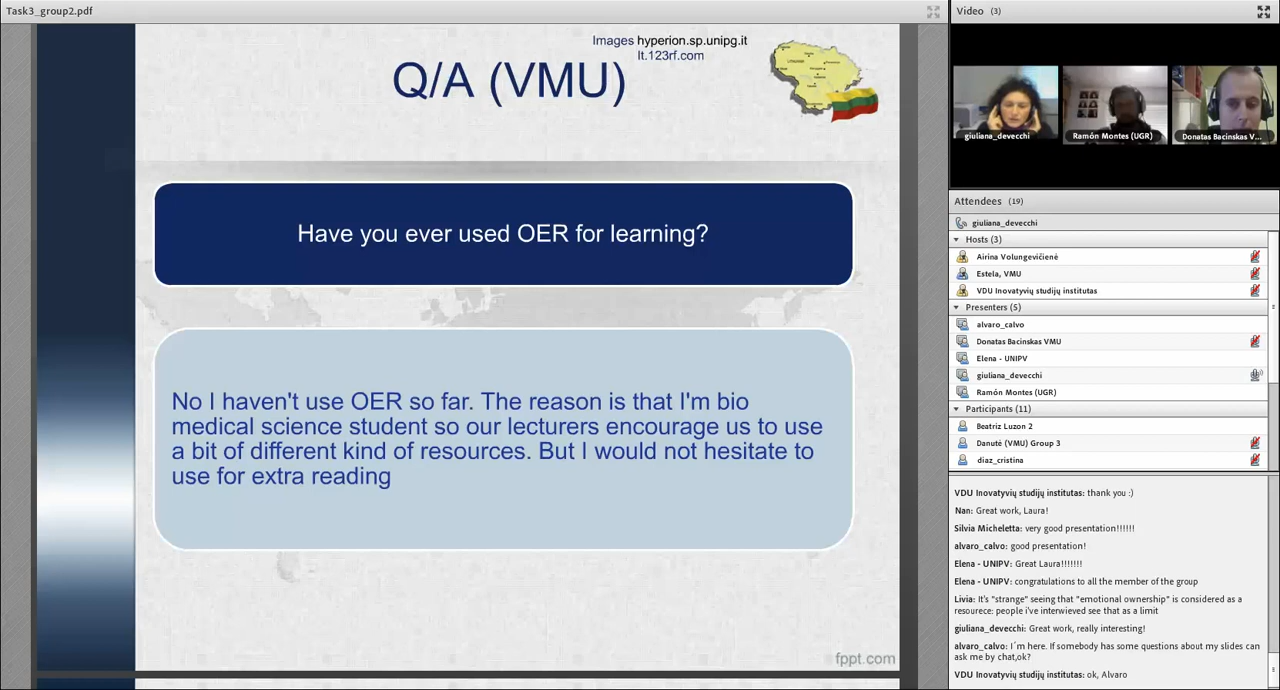 Task3_group2.pdf
Images hyperion.sp.unipg.it
lt.123rf.com
Q/A (VMU)
Have you ever used OER for learning?
No I haven't use OER so far. The reason is that I'm bio
medical science student so our lecturers encourage us to use
a bit of different kind of resources. But I would not hesitate to
use for extra reading
fppt.com
Video (3)
giuliana_devecchi
Ramón Montes (UGR)
Donatas Bacinskas V...
Attendees (19)
giuliana_devecchi
Hosts (3)
Airina Volungevičienė
Estela, VMU
VDU Inovatyvių studijų institutas
Presenters (5)
alvaro_calvo
Donatas Bacinskas VMU
Elena - UNIPV
giuliana_devecchi
Ramón Montes (UGR)
Participants (11)
Beatriz Luzon 2
Danutė (VMU) Group 3
diaz_cristina
VDU Inovatyvių studijų institutas: thank you :)
Nan: Great work, Laura!
Silvia Micheletta: very good presentation!!!!!!
alvaro_calvo: good presentation!
Elena - UNIPV: Great Laura!!!!!!!
Elena - UNIPV: congratulations to all the member of the group
Livia: It's "strange" seeing that "emotional ownership" is considered as a
resourece: people i've interwieved see that as a limit
giuliana_devecchi: Great work, really interesting!
alvaro_calvo: I´m here. If somebody has some questions about my slides can
ask me by chat,ok?
VDU Inovatyvių studijų institutas: ok, Alvaro